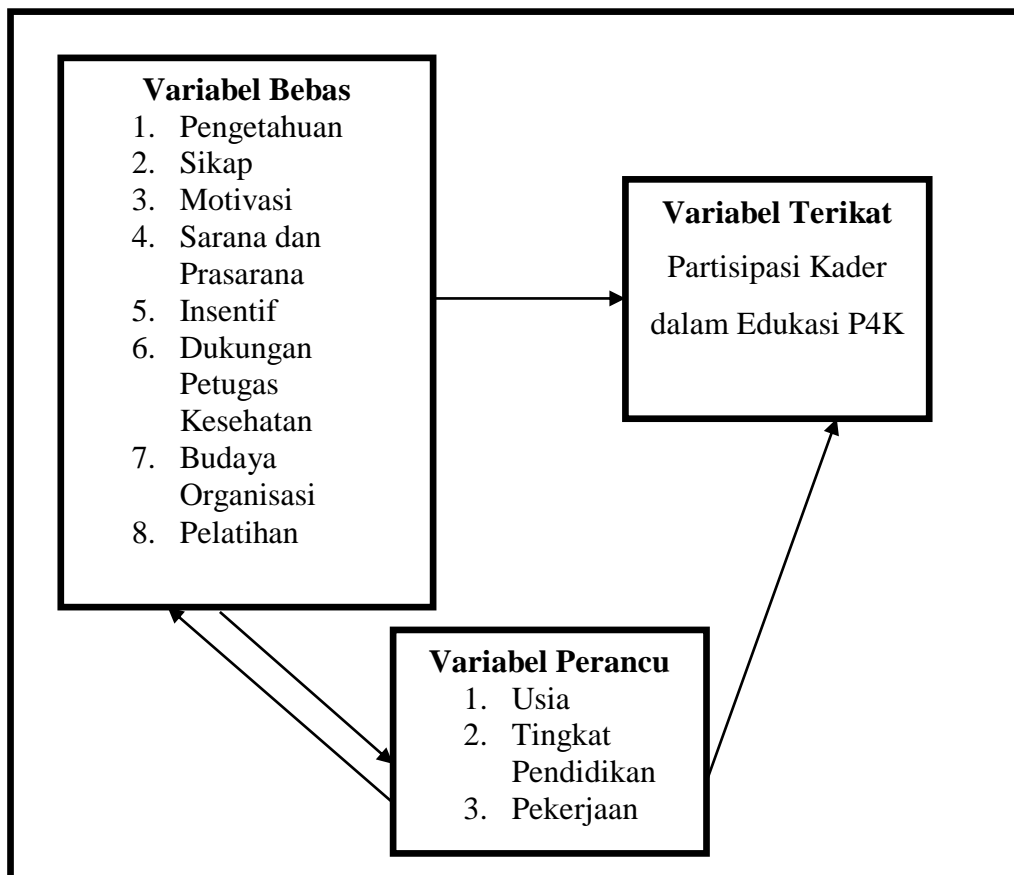 Variabel Bebas
1. Pengetahuan
2. Sikap
3. Motivasi
4. Sarana dan
Prasarana
5. Insentif
6. Dukungan
Petugas
Kesehatan
7. Budaya
Organisasi
8. Pelatihan
Variabel Terikat
Partisipasi Kader
dalam Edukasi P4K
Variabel Perancu
1. Usia
2. Tingkat
Pendidikan
3. Pekerjaan